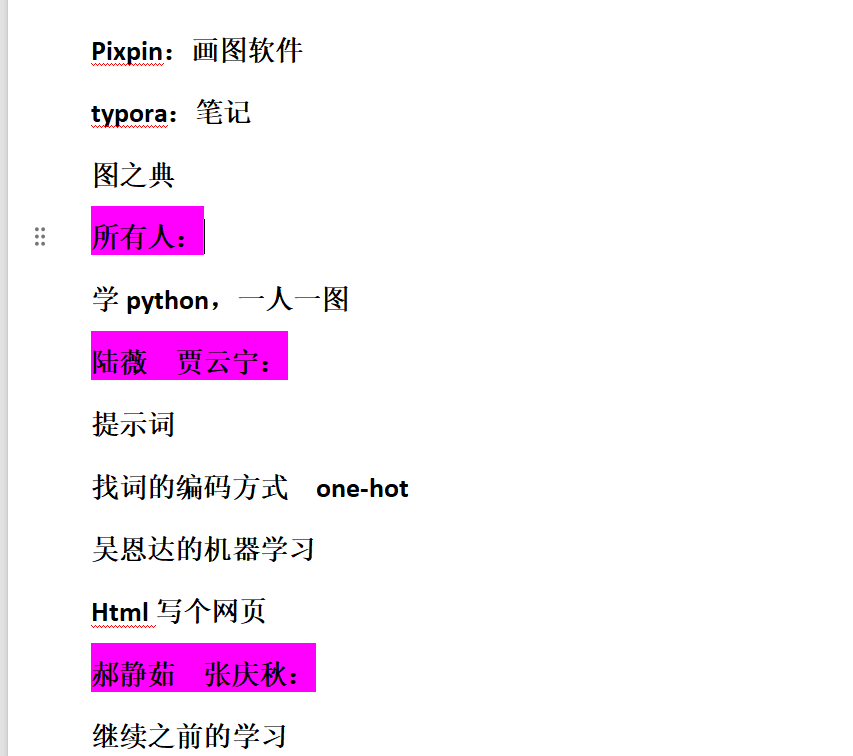 Pixpin：画图软件
typora：笔记
图之典
所有人：
学 python，一人一图
陆薇　贾云宁：
提示词
找词的编码方式　one-hot
吴恩达的机器学习
Html 写个网页
郝静茹　张庆秋：
继续之前的学习